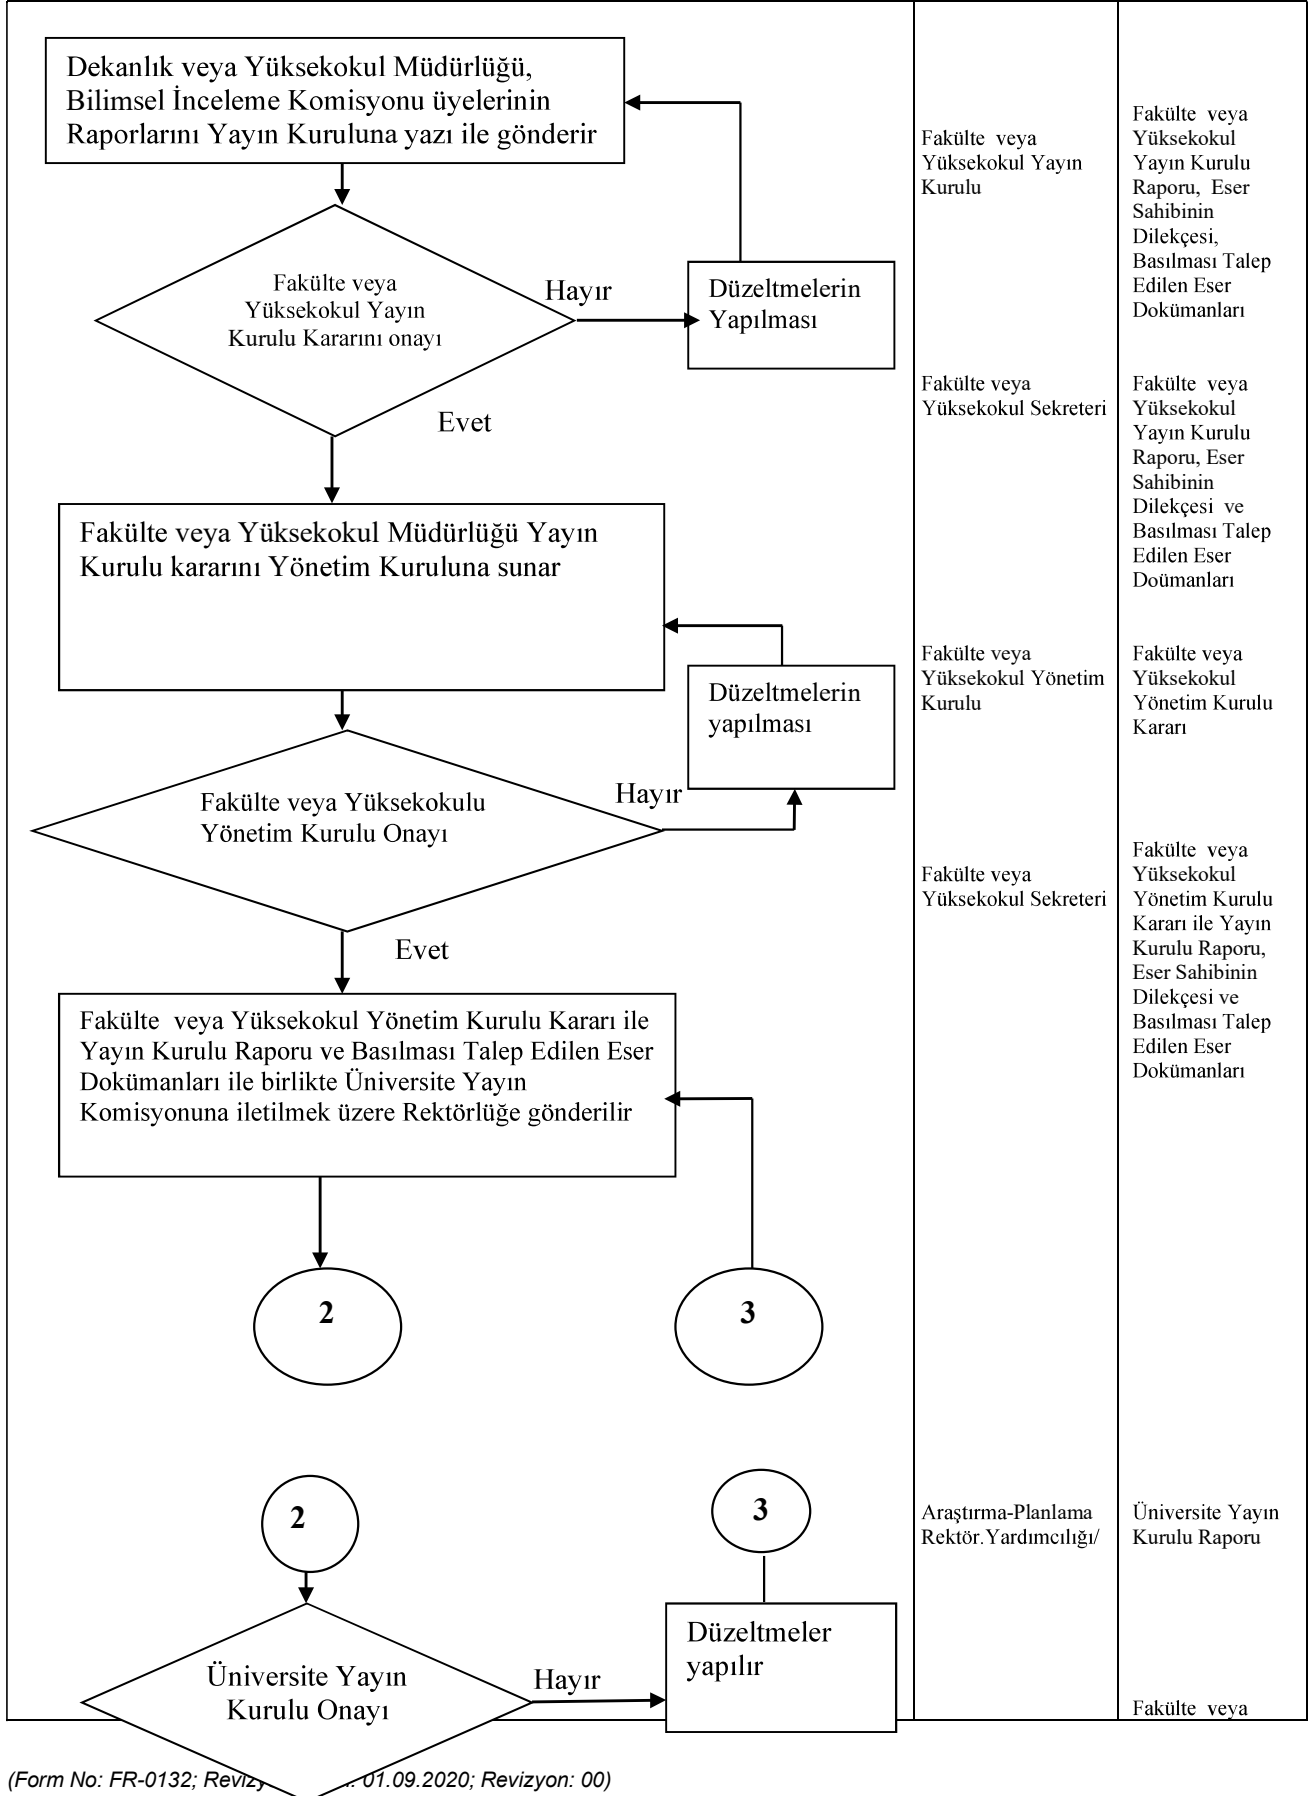 Dekanlık veya Yüksekokul Müdürlüğü,
Bilimsel İnceleme Komisyonu üyelerinin
Raporlarını Yayın Kuruluna yazı ile gönderir
Fakülte veya
Yüksekokul Yayın
Kurulu Kararını onayı
Hayır
Düzeltmelerin
Yapılması
Evet
Fakülte veya Yüksekokul Müdürlüğü Yayın
Kurulu kararını Yönetim Kuruluna sunar
Düzeltmelerin
yapılması
Fakülte veya Yüksekokulu
Yönetim Kurulu Onayı
Hayır
Evet
Fakülte veya Yüksekokul Yönetim Kurulu Kararı ile
Yayın Kurulu Raporu ve Basılması Talep Edilen Eser
Dokümanları ile birlikte Üniversite Yayın
Komisyonuna iletilmek üzere Rektörlüğe gönderilir
2
3
2
3
Üniversite Yayın
Kurulu Onayı
Hayır
Düzeltmeler
yapılır
Fakülte veya
Yüksekokul Yayın
Kurulu
Fakülte veya
Yüksekokul Sekreteri
Fakülte veya
Yüksekokul Yönetim
Kurulu
Fakülte veya
Yüksekokul Sekreteri
Araştırma-Planlama
Rektör.Yardımcılığı/
Fakülte veya
Yüksekokul
Yayın Kurulu
Raporu, Eser
Sahibinin
Dilekçesi,
Basılması Talep
Edilen Eser
Dokümanları
Fakülte veya
Yüksekokul
Yayın Kurulu
Raporu, Eser
Sahibinin
Dilekçesi ve
Basılması Talep
Edilen Eser
Doümanları
Fakülte veya
Yüksekokul
Yönetim Kurulu
Kararı
Fakülte veya
Yüksekokul
Yönetim Kurulu
Kararı ile Yayın
Kurulu Raporu,
Eser Sahibinin
Dilekçesi ve
Basılması Talep
Edilen Eser
Dokümanları
Üniversite Yayın
Kurulu Raporu
Fakülte veya
(Form No: FR-0132; 01.09.2020; Revizyon: 00)